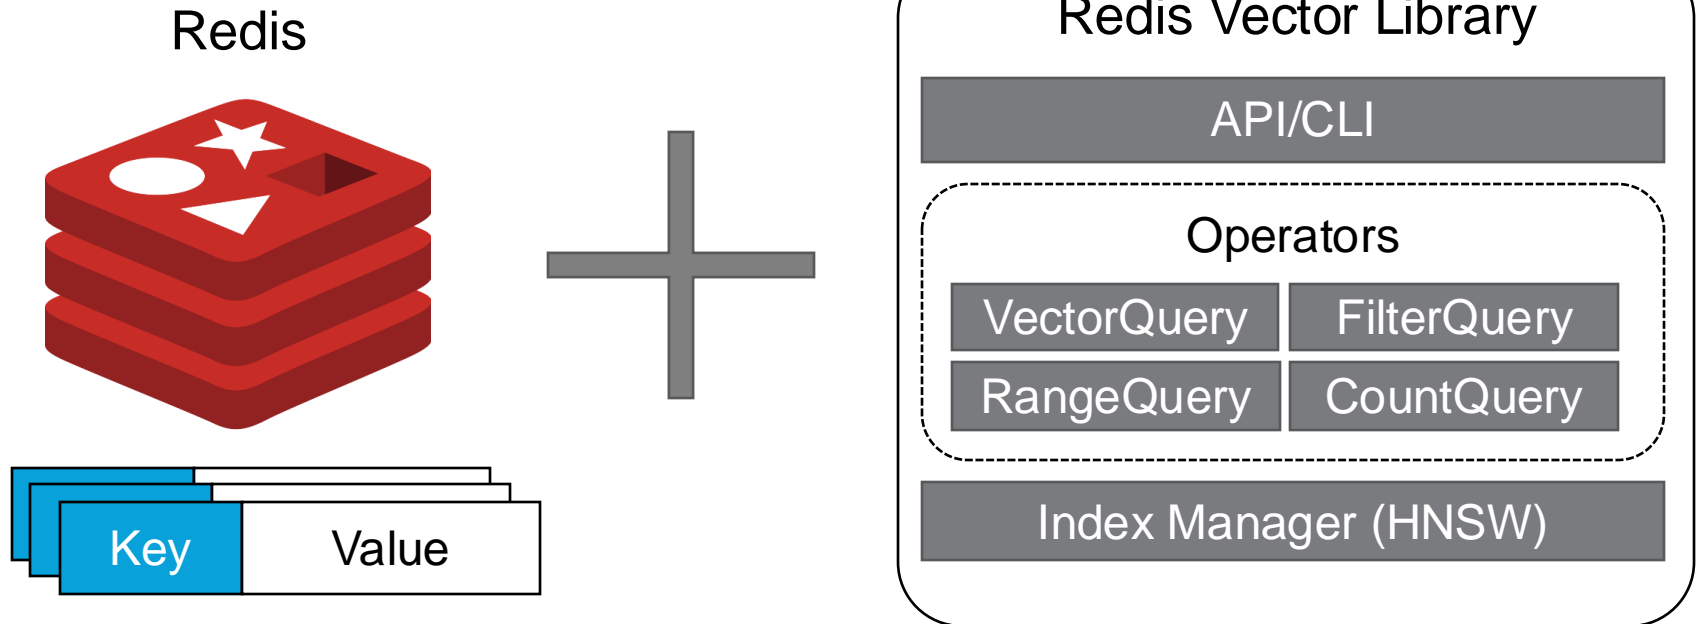 Redis
Key
Value
Redis Vector Library
API/CLI
Operators
VectorQuery
FilterQuery
RangeQuery
CountQuery
Index Manager (HNSW)